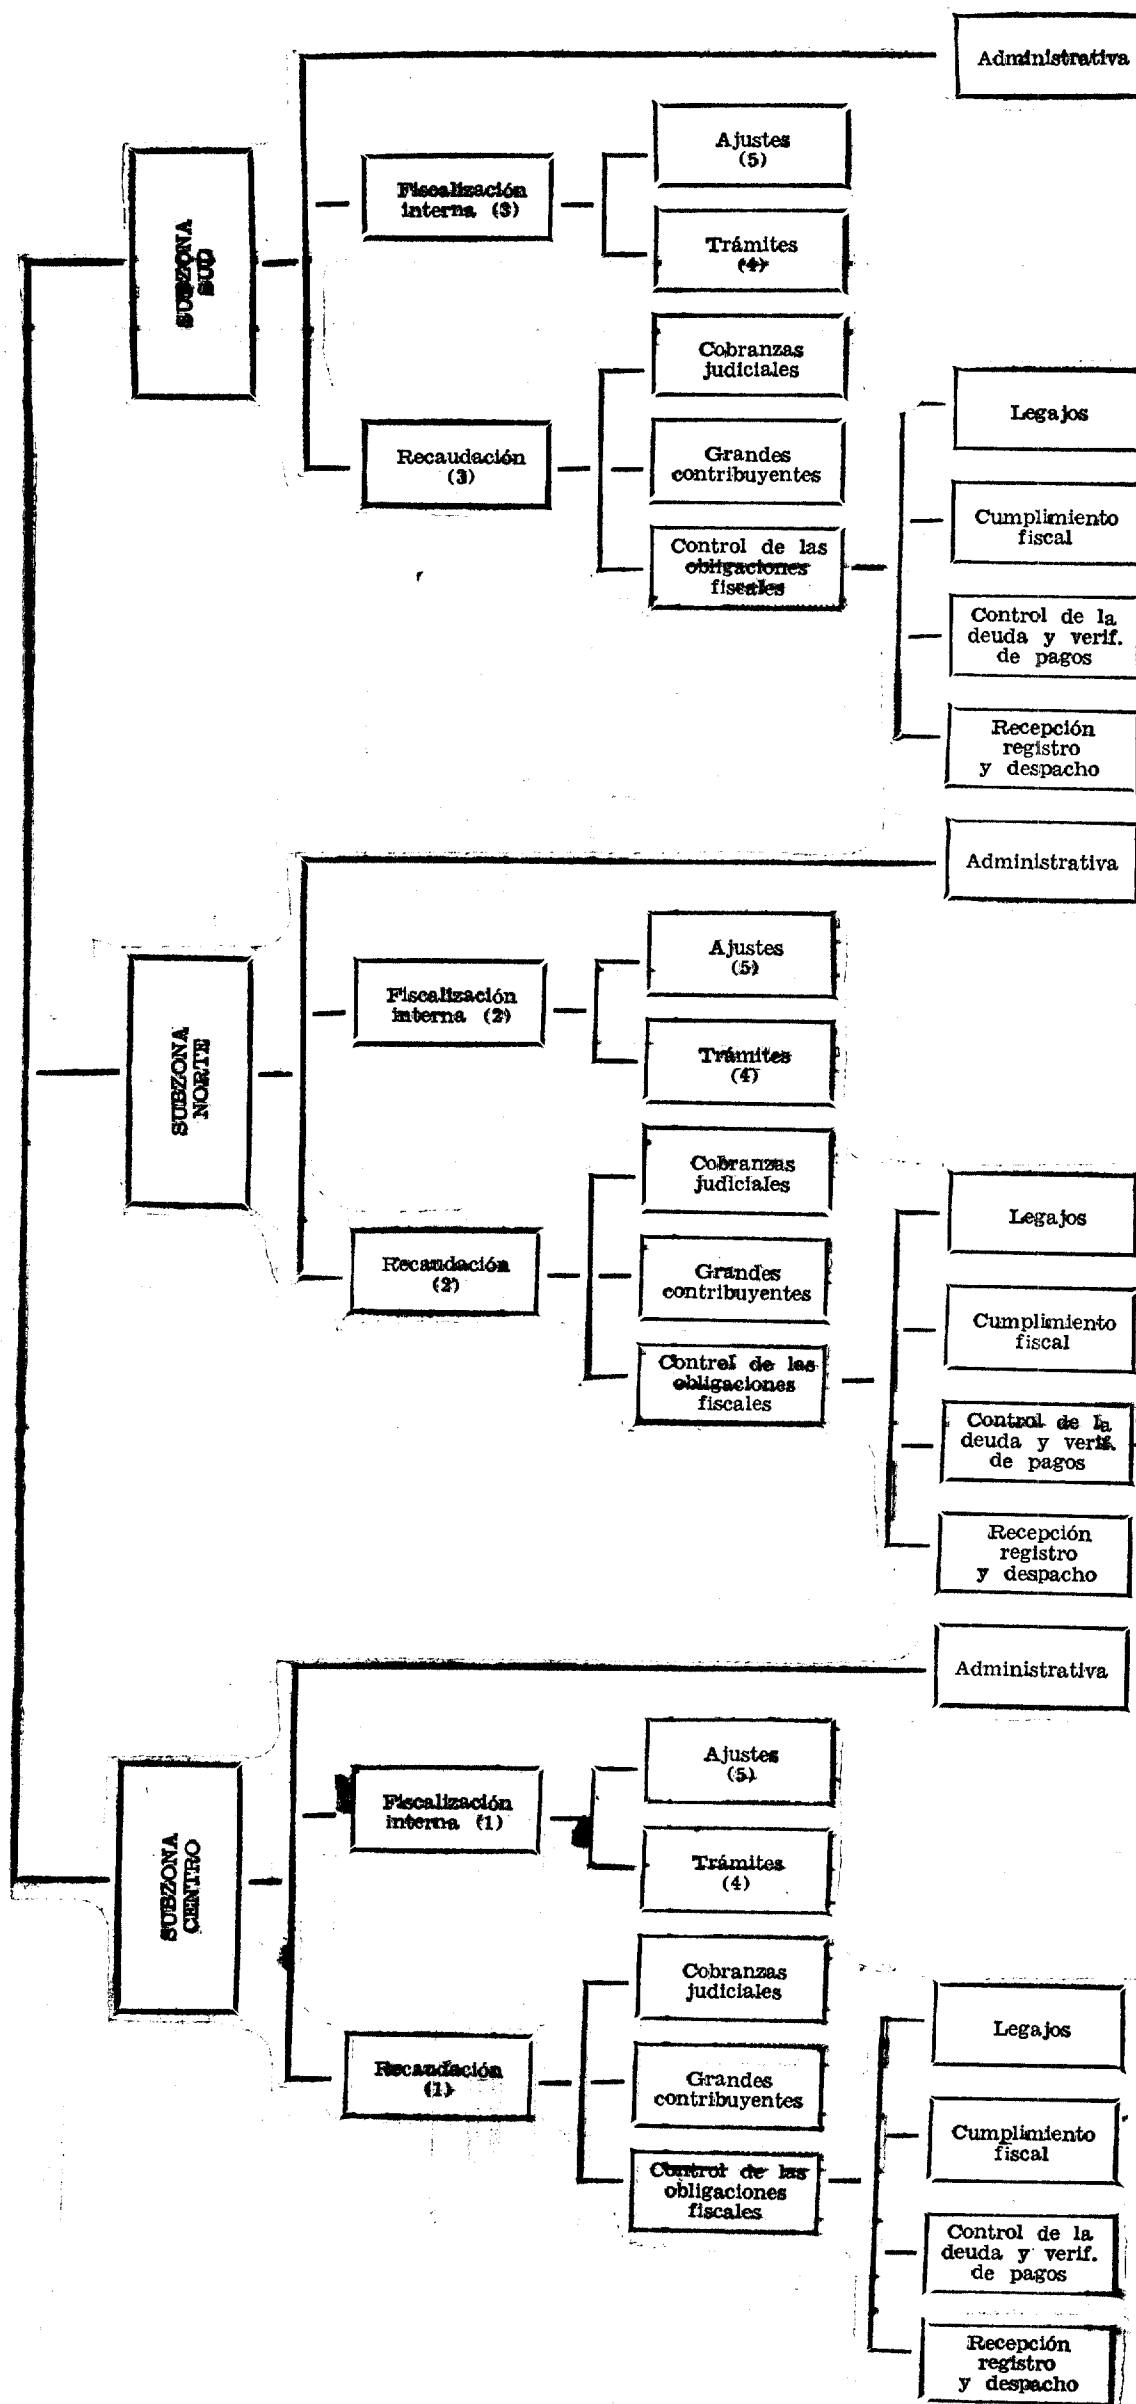 Administrativa
Ajustes
(5)
Fiscalización
interna (3)
Trámites
(4)
SUBZONA
SUD
Cobranzas
judiciales
Legajos
Recaudación
(3)
Grandes
contribuyentes
Cumplimiento
fiscal
Control de las
obligaciones
fiscales
Control de la
deuda y verif.
de pagos
Recepción
registro
y despacho
Administrativa
Ajustes
(5)
Fiscalización
interna (2)
Trámites
(4)
SUBZONA
NORTE
Cobranzas
judiciales
Legajos
Recaudación
(2)
Grandes
contribuyentes
Cumplimiento
fiscal
Control de las
obligaciones
fiscales
Control de la
deuda y verif.
de pagos
Recepción
registro
y despacho
Administrativa
Ajustes
(5)
Fiscalización
interna (1)
Trámites
(4)
SUBZONA
CENTRO
Cobranzas
judiciales
Legajos
Recaudación
(1)
Grandes
contribuyentes
Cumplimiento
fiscal
Control de las
obligaciones
fiscales
Control de la
deuda y verif.
de pagos
Recepción
registro
y despacho